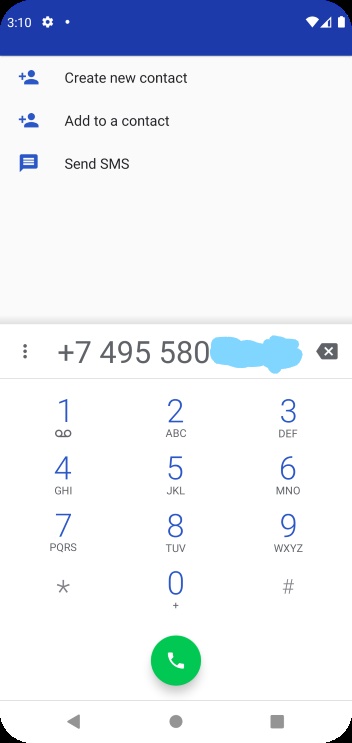 3:10
Create new contact
Add to a contact
Send SMS
+7 495 580
1 2 3
ABC DEF
4 5 6
GHI JKL MNO
7 8 9
PQRS TUV WXYZ
* 0 #
+